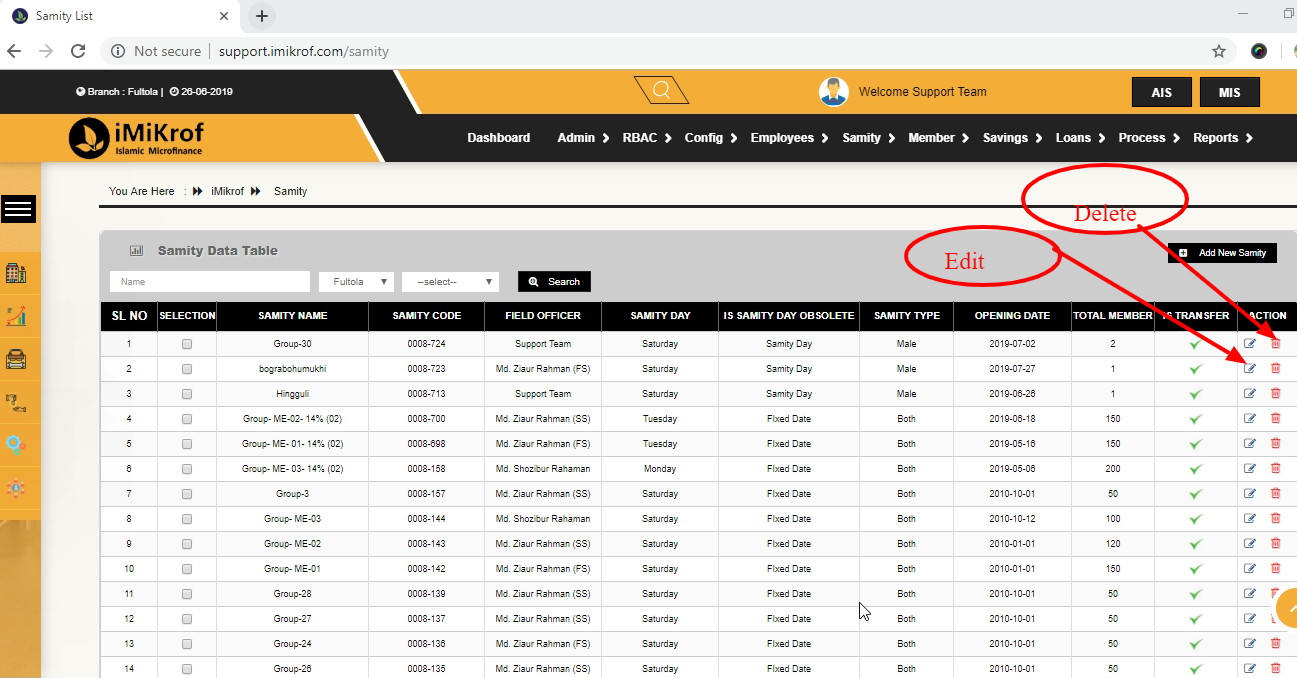 Samity List
Not secure support.imikrof.com/samity
Branch : Fultola | 26-06-2019
Welcome Support Team
AIS MIS
iMiKrof
Islamic Microfinance
Dashboard Admin RBAC Config Employees Samity Member Savings Loans Process Reports
You Are Here : iMikrof Samity
Delete
Edit
Samity Data Table
Add New Samity
Name Fultola --select-- Search
SL NO SELECTION SAMITY NAME SAMITY CODE FIELD OFFICER SAMITY DAY IS SAMITY DAY OBSOLETE SAMITY TYPE OPENING DATE TOTAL MEMBER IS TRANSFER ACTION
1 Group-30 0008-724 Support Team Saturday Samity Day Male 2019-07-02 2
2 bograbohumukhi 0008-723 Md. Ziaur Rahman (FS) Saturday Samity Day Male 2019-07-27 1
3 Hingguli 0008-713 Support Team Saturday Samity Day Male 2019-06-26 1
4 Group- ME-02- 14% (02) 0008-700 Md. Ziaur Rahman (SS) Tuesday FIxed Date Both 2019-06-18 150
5 Group- ME- 01- 14% (02) 0008-698 Md. Ziaur Rahman (FS) Tuesday FIxed Date Both 2019-05-16 150
6 Group- ME- 03- 14% (02) 0008-158 Md. Shozibur Rahaman Monday FIxed Date Both 2019-05-06 200
7 Group-3 0008-157 Md. Ziaur Rahman (SS) Saturday FIxed Date Both 2010-10-01 50
8 Group- ME-03 0008-144 Md. Shozibur Rahaman Saturday FIxed Date Both 2010-10-12 100
9 Group- ME-02 0008-143 Md. Ziaur Rahman (SS) Saturday FIxed Date Both 2010-01-01 120
10 Group- ME-01 0008-142 Md. Ziaur Rahman (FS) Saturday FIxed Date Both 2010-01-01 150
11 Group-28 0008-139 Md. Ziaur Rahman (SS) Saturday FIxed Date Both 2010-10-01 50
12 Group-27 0008-137 Md. Ziaur Rahman (SS) Saturday FIxed Date Both 2010-10-01 50
13 Group-24 0008-136 Md. Ziaur Rahman (FS) Saturday FIxed Date Both 2010-10-01 50
14 Group-26 0008-135 Md. Ziaur Rahman (SS) Saturday FIxed Date Both 2010-10-01 50